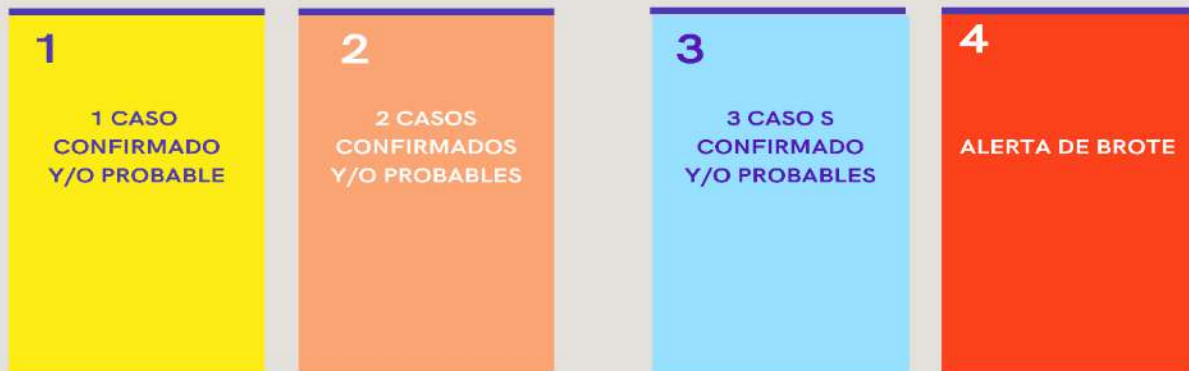 1
1 CASO
CONFIRMADO
Y/O PROBABLE
2
2 CASOS
CONFIRMADOS
Y/O PROBABLES
3
3 CASO S
CONFIRMADO
Y/O PROBABLES
4
ALERTA DE BROTE